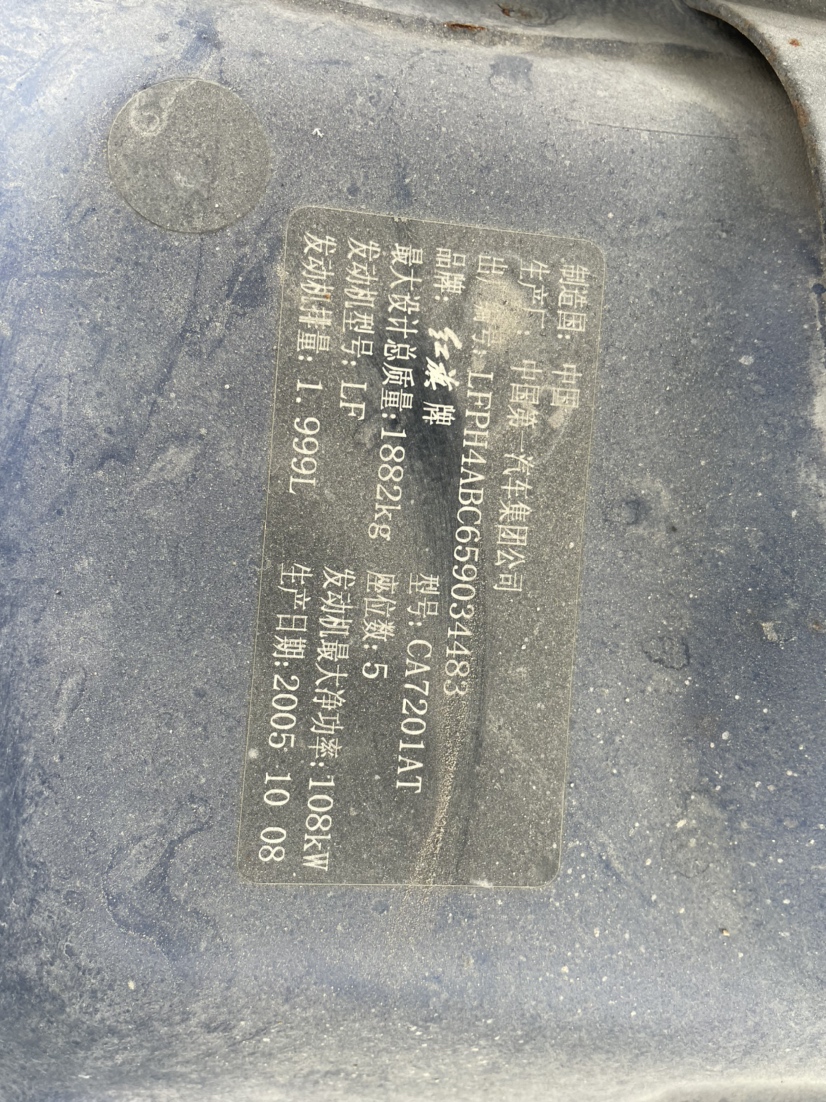 制造国: 中国
生产厂: 中国第一汽车集团公司
出 编号: LFPH4ABC659034483
品牌: 红旗 牌 型号: CA7201AT
最大设计总质量: 1882kg 座位数: 5
发动机型号: LF 发动机最大净功率: 108kW
发动机排量: 1.999L 生产日期: 2005 10 08